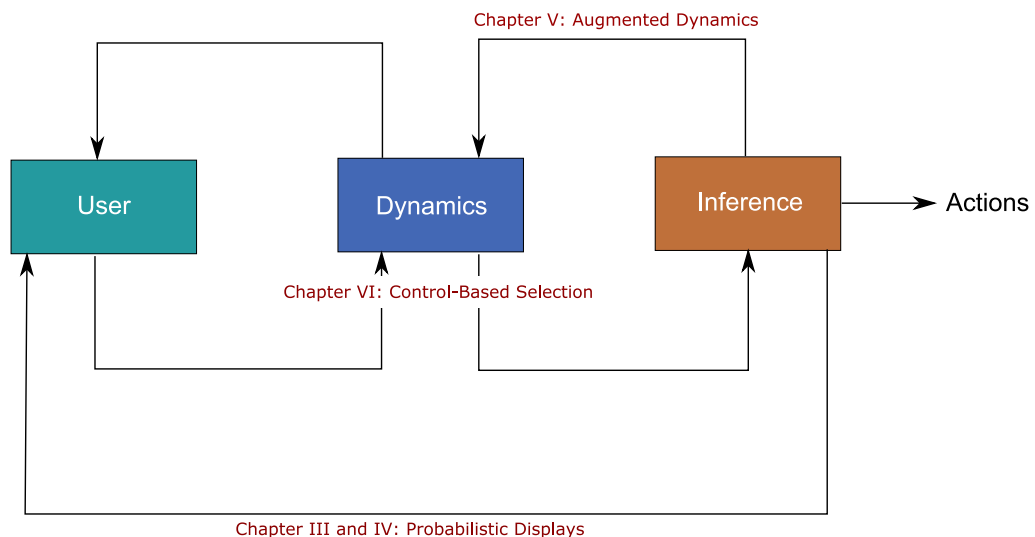 Chapter V: Augmented Dynamics
User
Dynamics
Inference
Actions
Chapter VI: Control-Based Selection
Chapter III and IV: Probabilistic Displays